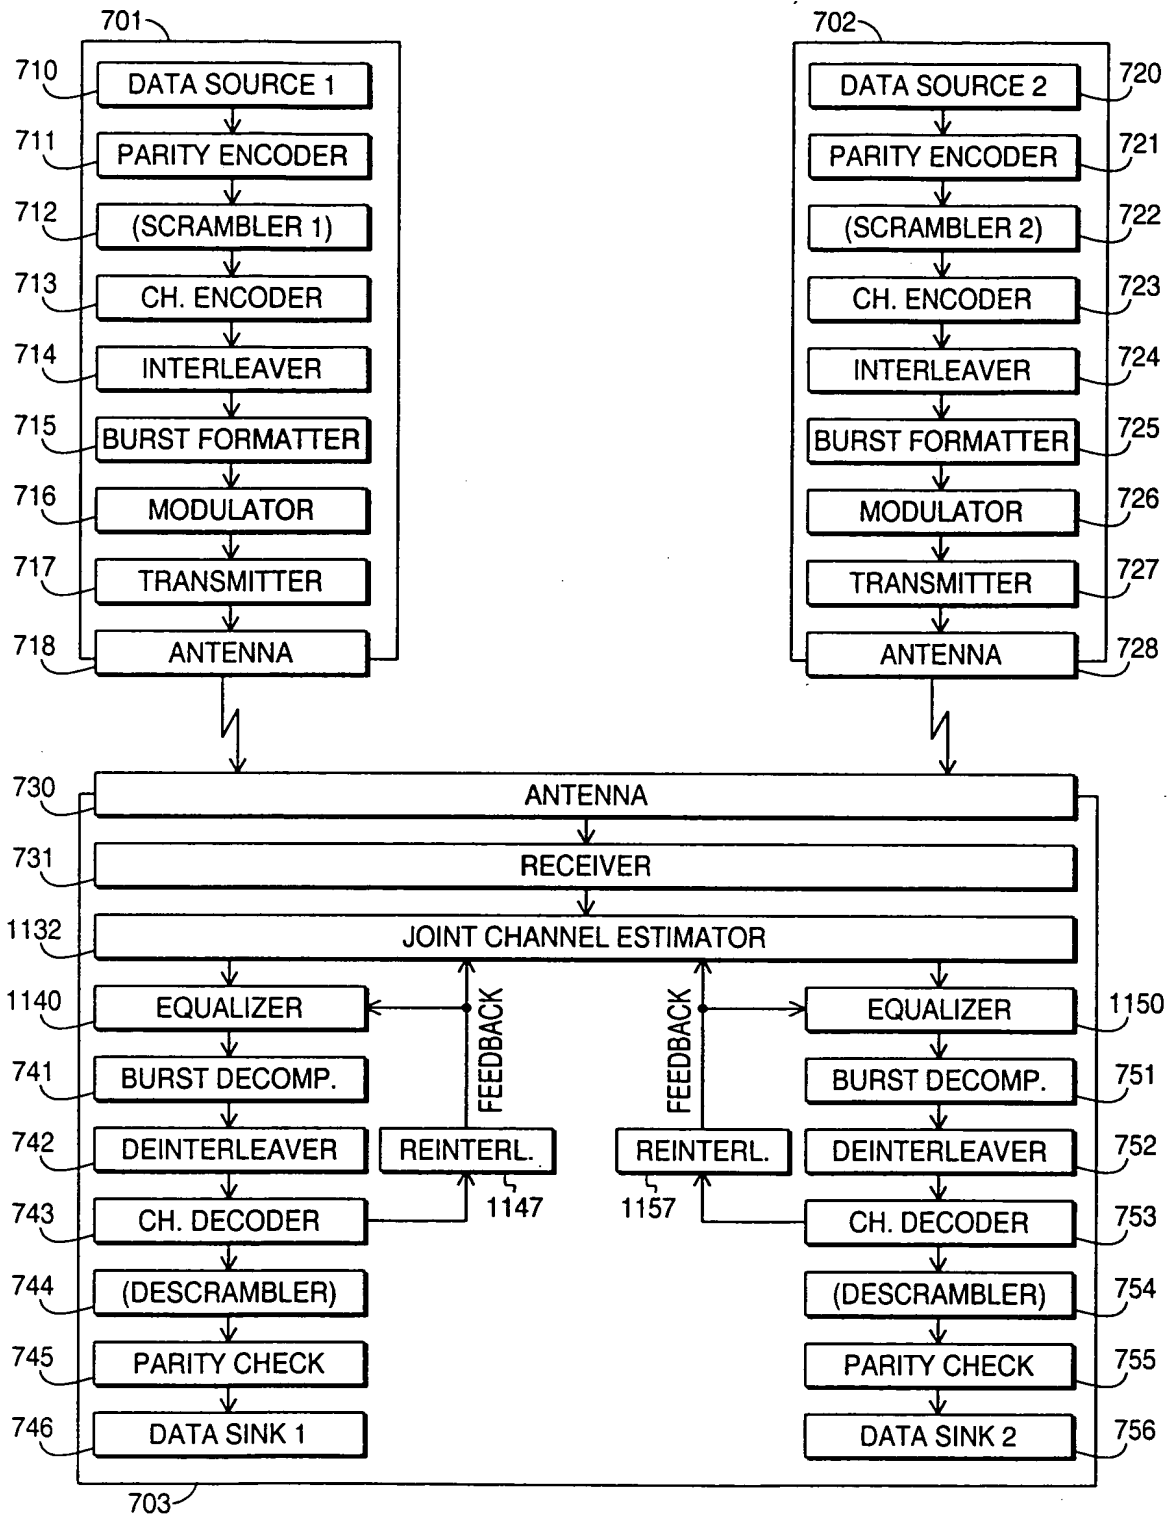 701
710
DATA SOURCE 1
711
PARITY ENCODER
712
(SCRAMBLER 1)
713
CH. ENCODER
714
INTERLEAVER
715
BURST FORMATTER
716
MODULATOR
717
TRANSMITTER
718
ANTENNA
702
DATA SOURCE 2
720
PARITY ENCODER
721
(SCRAMBLER 2)
722
CH. ENCODER
723
INTERLEAVER
724
BURST FORMATTER
725
MODULATOR
726
TRANSMITTER
727
ANTENNA
728
730
ANTENNA
731
RECEIVER
1132
JOINT CHANNEL ESTIMATOR
1140
EQUALIZER
741
BURST DECOMP.
742
DEINTERLEAVER
743
CH. DECODER
744
(DESCRAMBLER)
745
PARITY CHECK
746
DATA SINK 1
FEEDBACK
REINTERL.
1147
FEEDBACK
REINTERL.
1157
EQUALIZER
1150
BURST DECOMP.
751
DEINTERLEAVER
752
CH. DECODER
753
(DESCRAMBLER)
754
PARITY CHECK
755
DATA SINK 2
756
703